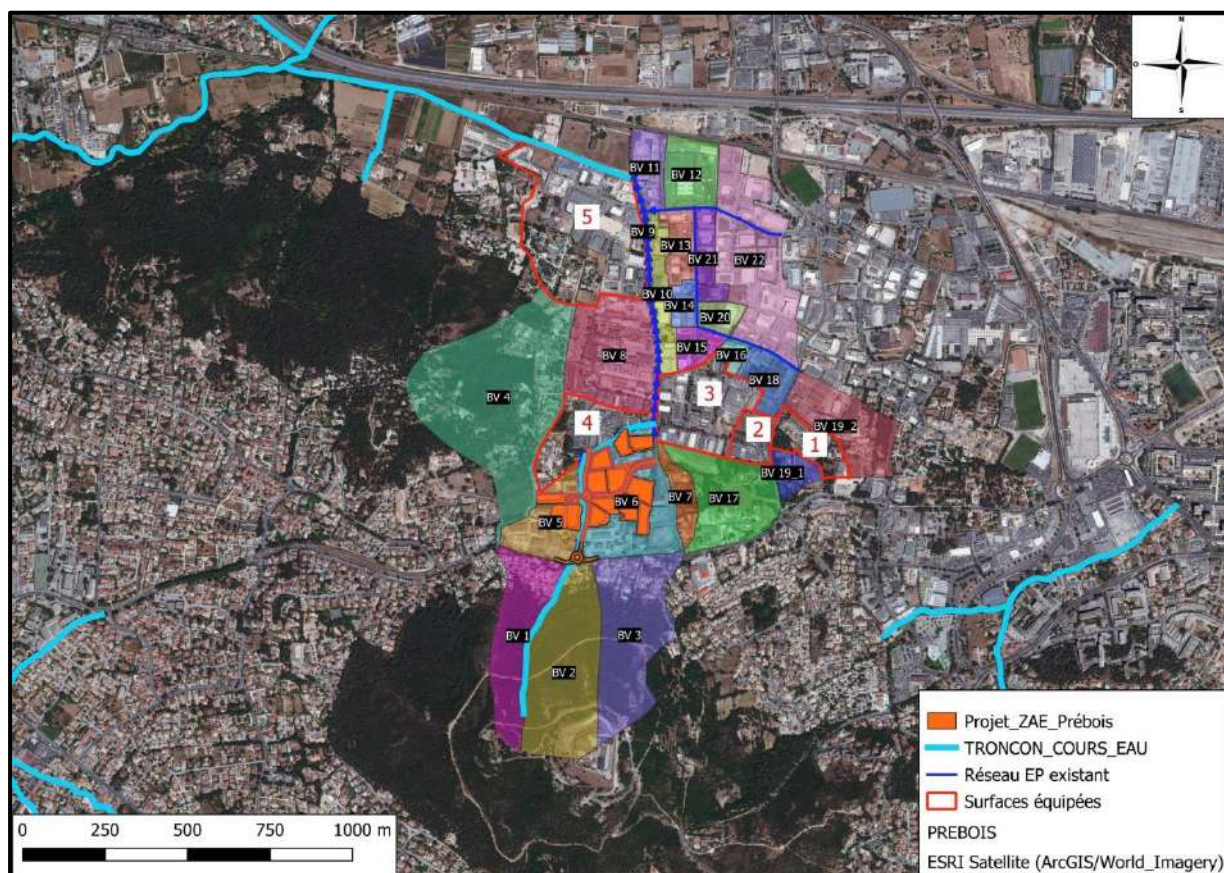 N
O
E
S
BV 11
BV 12
5
BV 9
BV 13
BV 21
BV 22
BV 10
BV 14
BV 20
BV 8
BV 15
BV 16
BV 4
3
BV 18
4
2
BV 19_2
1
BV 19_1
BV 6
BV 7
BV 17
BV 5
BV 1
BV 3
BV 2
Projet_ZAE_Prébois
TRONCON_COURS_EAU
Réseau EP existant
Surfaces équipées
PREBOIS
ESRI Satellite (ArcGIS/World_Imagery)
0 250 500 750 1000 m